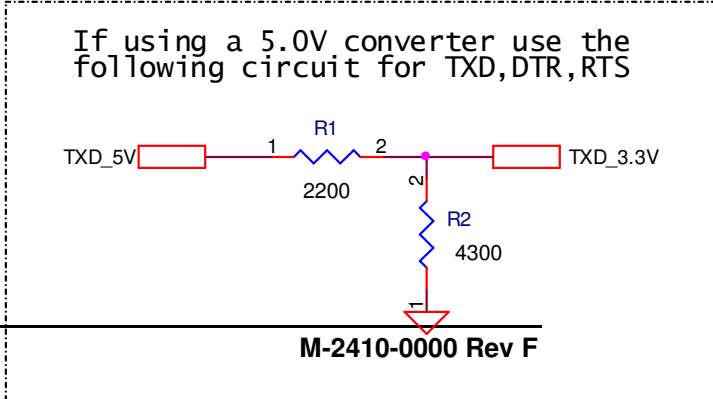 If using a 5.0V converter use the
following circuit for TXD,DTR,RTS
R1
TXD_5V 1 2 TXD_3.3V
2200
2
R2
4300
1
M-2410-0000 Rev F